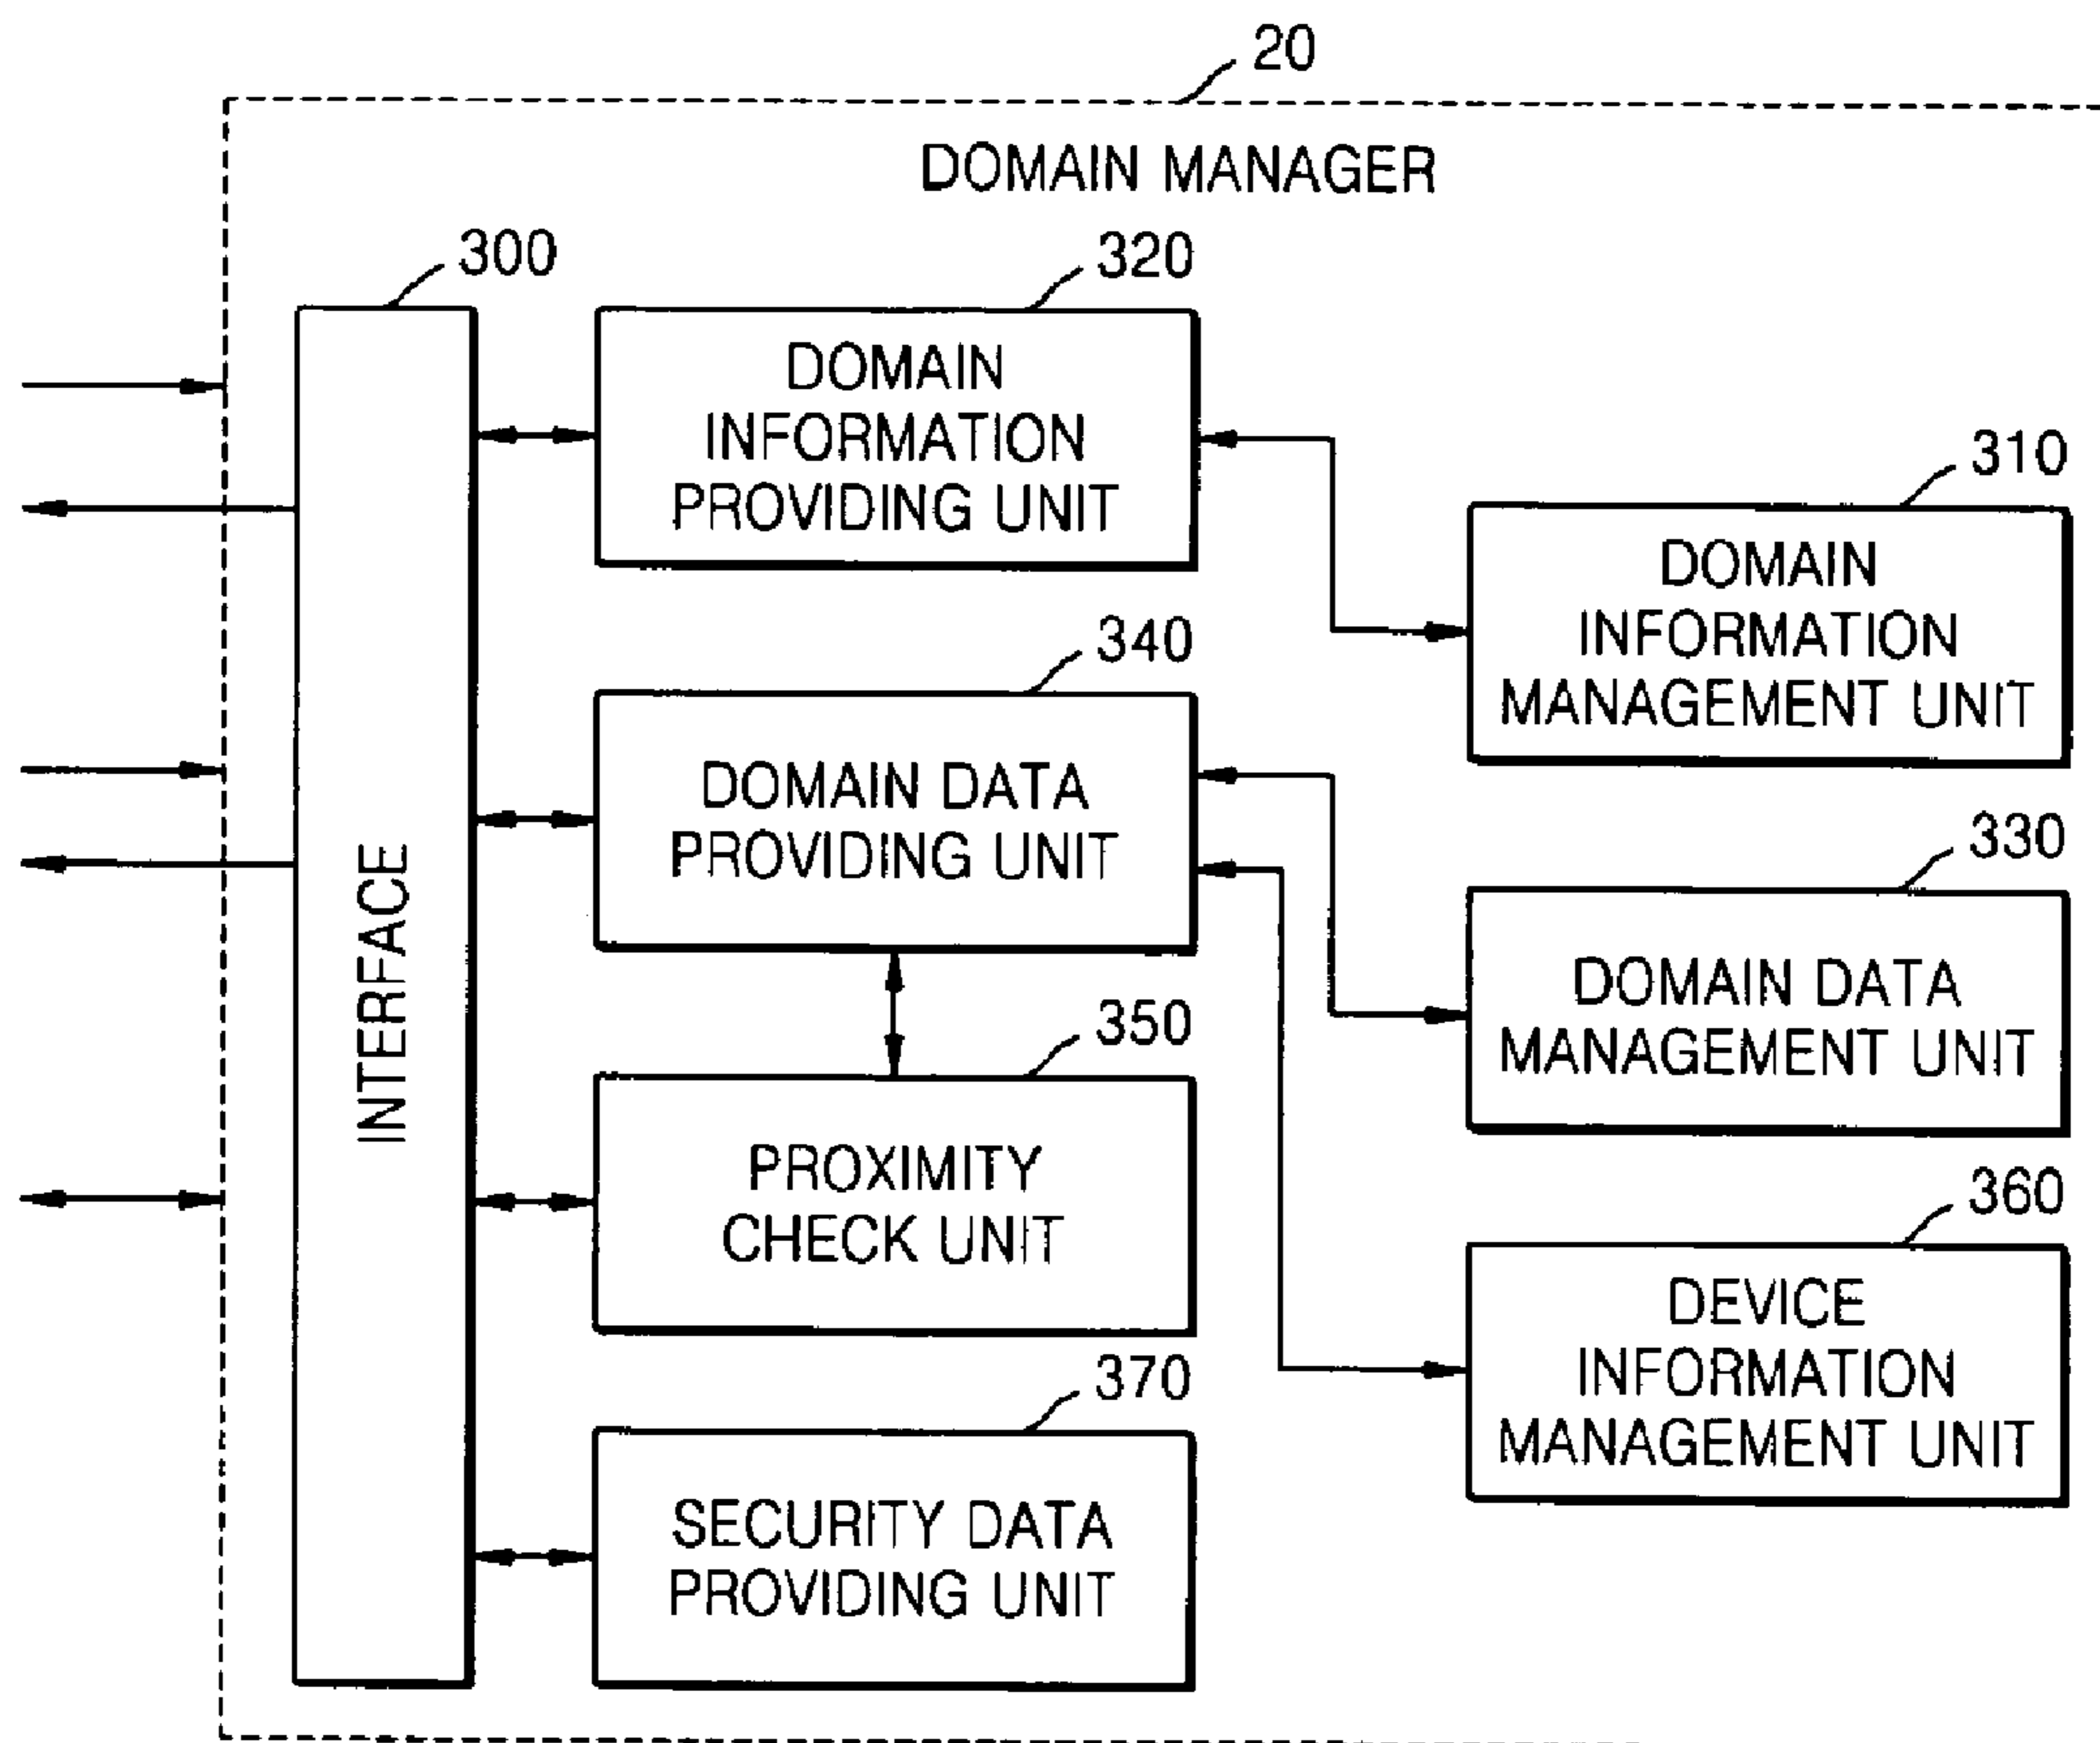 20
DOMAIN MANAGER
300
INTERFACE
320
DOMAIN
INFORMATION
PROVIDING UNIT
310
DOMAIN
INFORMATION
MANAGEMENT UNIT
340
DOMAIN DATA
PROVIDING UNIT
330
DOMAIN DATA
MANAGEMENT UNIT
350
PROXIMITY
CHECK UNIT
360
DEVICE
INFORMATION
MANAGEMENT UNIT
370
SECURITY DATA
PROVIDING UNIT